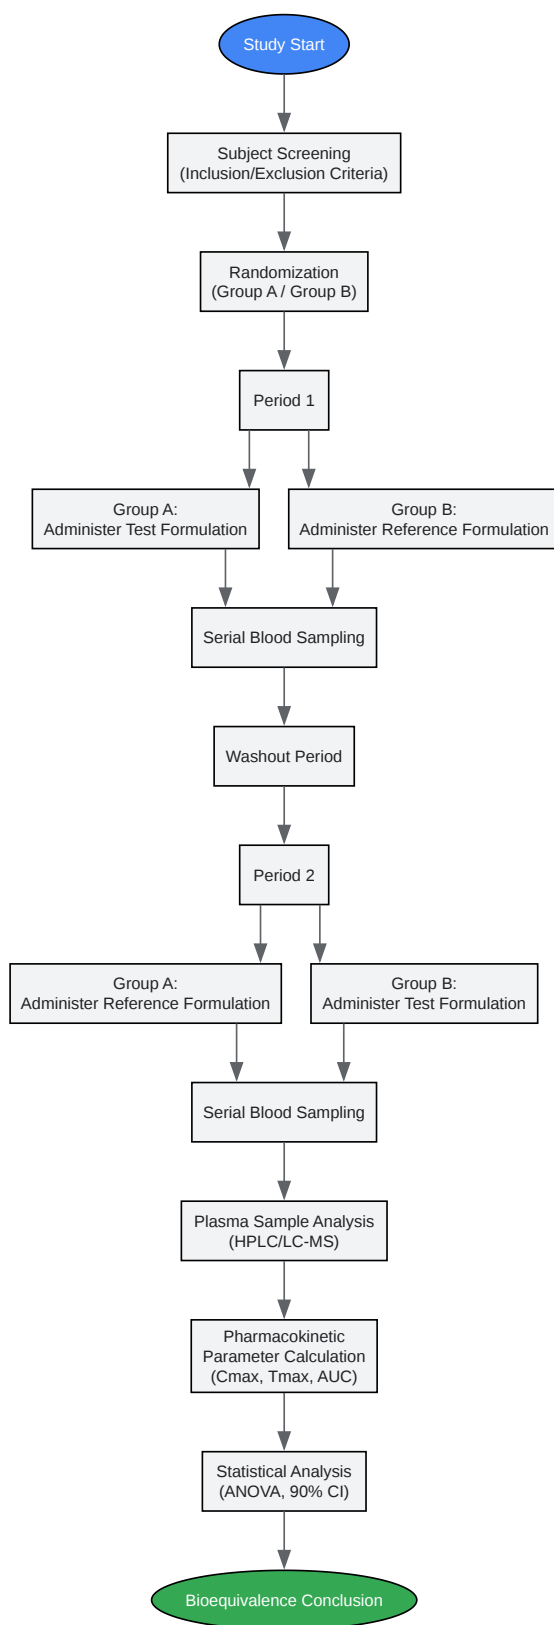 Study Start
Subject Screening
(Inclusion/Exclusion Criteria)
Randomization
(Group A / Group B)
Period 1
Group A:
Administer Test Formulation
Group B:
Administer Reference Formulation
Serial Blood Sampling
Washout Period
Period 2
Group A:
Administer Reference Formulation
Group B:
Administer Test Formulation
Serial Blood Sampling
Plasma Sample Analysis
(HPLC/LC-MS)
Pharmacokinetic
Parameter Calculation
(Cmax, Tmax, AUC)
Statistical Analysis
(ANOVA, 90% CI)
Bioequivalence Conclusion